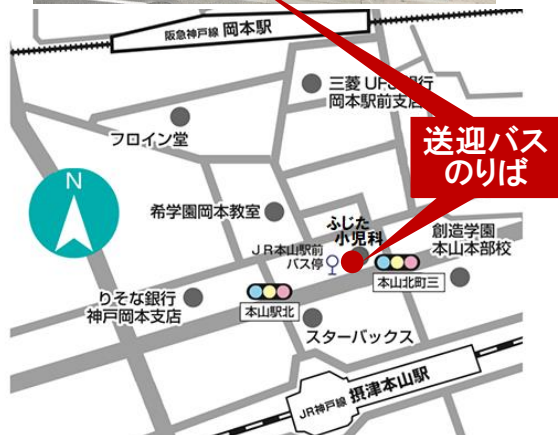 阪急神戸線 岡本駅
三菱UFJ銀行
岡本駅前支店
フロイン堂
送迎バス
のりば
N
希学園岡本教室
ふじた
小児科
JR本山駅前
バス停
創造学園
本山本部校
本山北町三
りそな銀行
神戸岡本支店
本山駅北
スターバックス
JR神戸線 摂津本山駅